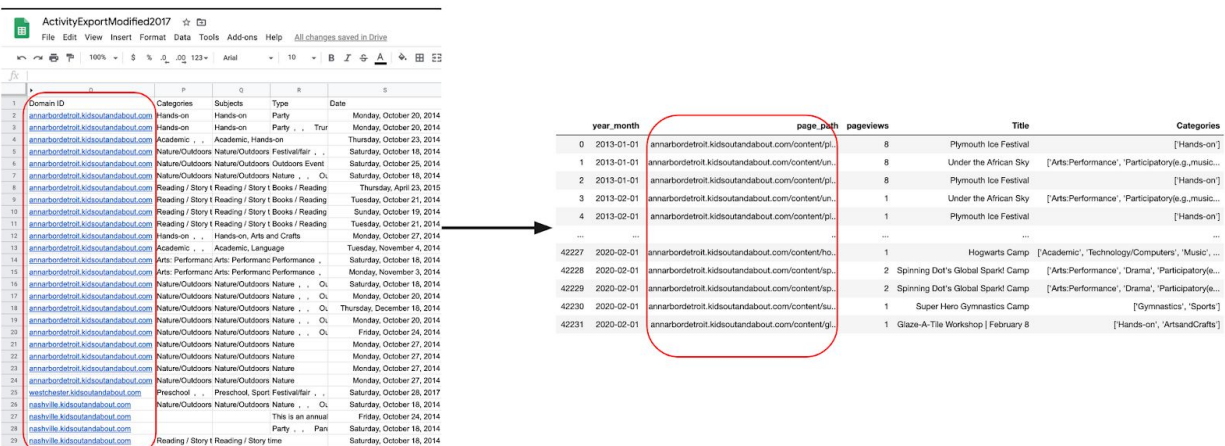 ActivityExportModified2017
File Edit View Insert Format Data Tools Add-ons Help All changes saved in Drive
100% $ % .0 .00 123 Arial 10 B I S A
fx
P Q R S
1 Domain ID Categories Subjects Type Date
2 annarbordetroit.kidsoutandabout.com Hands-on Hands-on Party Monday, October 20, 2014
3 annarbordetroit.kidsoutandabout.com Hands-on Hands-on Party , , Trur Monday, October 20, 2014
4 annarbordetroit.kidsoutandabout.com Academic , , Academic, Hands-on Thursday, October 23, 2014
5 annarbordetroit.kidsoutandabout.com Nature/Outdoors Nature/Outdoors Festival/fair , , Saturday, October 18, 2014
6 annarbordetroit.kidsoutandabout.com Nature/Outdoors Nature/Outdoors Outdoors Event Saturday, October 25, 2014
7 annarbordetroit.kidsoutandabout.com Nature/Outdoors Nature/Outdoors Nature , , Ou Saturday, October 18, 2014
8 annarbordetroit.kidsoutandabout.com Reading / Story t Reading / Story t Books / Reading Thursday, April 23, 2015
9 annarbordetroit.kidsoutandabout.com Reading / Story t Reading / Story t Books / Reading Tuesday, October 21, 2014
10 annarbordetroit.kidsoutandabout.com Reading / Story t Reading / Story t Books / Reading Sunday, October 19, 2014
11 annarbordetroit.kidsoutandabout.com Reading / Story t Reading / Story t Books / Reading Tuesday, October 21, 2014
12 annarbordetroit.kidsoutandabout.com Hands-on , , Hands-on, Arts and Crafts Monday, October 27, 2014
13 annarbordetroit.kidsoutandabout.com Academic , , Academic, Language Tuesday, November 4, 2014
14 annarbordetroit.kidsoutandabout.com Arts: Performanc Arts: Performanc Performance , Saturday, October 18, 2014
15 annarbordetroit.kidsoutandabout.com Arts: Performanc Arts: Performanc Performance Monday, November 3, 2014
16 annarbordetroit.kidsoutandabout.com Nature/Outdoors Nature/Outdoors Nature , , Ou Saturday, October 18, 2014
17 annarbordetroit.kidsoutandabout.com Nature/Outdoors Nature/Outdoors Nature , , Ou Monday, October 20, 2014
18 annarbordetroit.kidsoutandabout.com Nature/Outdoors Nature/Outdoors Nature , , Ou Thursday, December 18, 2014
19 annarbordetroit.kidsoutandabout.com Nature/Outdoors Nature/Outdoors Nature , , Ou Monday, October 20, 2014
20 annarbordetroit.kidsoutandabout.com Nature/Outdoors Nature/Outdoors Nature , , Ou Friday, October 24, 2014
21 annarbordetroit.kidsoutandabout.com Nature/Outdoors Nature/Outdoors Nature Monday, October 27, 2014
22 annarbordetroit.kidsoutandabout.com Nature/Outdoors Nature/Outdoors Nature Monday, October 27, 2014
23 annarbordetroit.kidsoutandabout.com Nature/Outdoors Nature/Outdoors Nature Monday, October 27, 2014
24 annarbordetroit.kidsoutandabout.com Nature/Outdoors Nature/Outdoors Nature Monday, October 27, 2014
25 westchester.kidsoutandabout.com Preschool , , Preschool, Sport Festival/fair , , Saturday, October 28, 2017
26 nashville.kidsoutandabout.com Nature/Outdoors Nature/Outdoors Nature , , Ou Saturday, October 18, 2014
27 nashville.kidsoutandabout.com This is an annual Friday, October 24, 2014
28 nashville.kidsoutandabout.com Party , , Pare Saturday, October 18, 2014
29 nashville.kidsoutandabout.com Reading / Story t Reading / Story time Saturday, October 18, 2014
year_month page_path pageviews Title Categories
0 2013-01-01 annarbordetroit.kidsoutandabout.com/content/pl... 8 Plymouth Ice Festival ['Hands-on']
1 2013-01-01 annarbordetroit.kidsoutandabout.com/content/un... 8 Under the African Sky ['Arts:Performance', 'Participatory(e.g.,music...
2 2013-01-01 annarbordetroit.kidsoutandabout.com/content/pl... 8 Plymouth Ice Festival ['Hands-on']
3 2013-02-01 annarbordetroit.kidsoutandabout.com/content/un... 1 Under the African Sky ['Arts:Performance', 'Participatory(e.g.,music...
4 2013-02-01 annarbordetroit.kidsoutandabout.com/content/pl... 1 Plymouth Ice Festival ['Hands-on']
... ... ... ... ... ...
42227 2020-02-01 annarbordetroit.kidsoutandabout.com/content/ho... 1 Hogwarts Camp ['Academic', 'Technology/Computers', 'Music', ...
42228 2020-02-01 annarbordetroit.kidsoutandabout.com/content/sp... 2 Spinning Dot's Global Spark! Camp ['Arts:Performance', 'Drama', 'Participatory(e...
42229 2020-02-01 annarbordetroit.kidsoutandabout.com/content/sp... 2 Spinning Dot's Global Spark! Camp ['Arts:Performance', 'Drama', 'Participatory(e...
42230 2020-02-01 annarbordetroit.kidsoutandabout.com/content/su... 1 Super Hero Gymnastics Camp ['Gymnastics', 'Sports']
42231 2020-02-01 annarbordetroit.kidsoutandabout.com/content/gl... 1 Glaze-A-Tile Workshop | February 8 ['Hands-on', 'ArtsandCrafts']